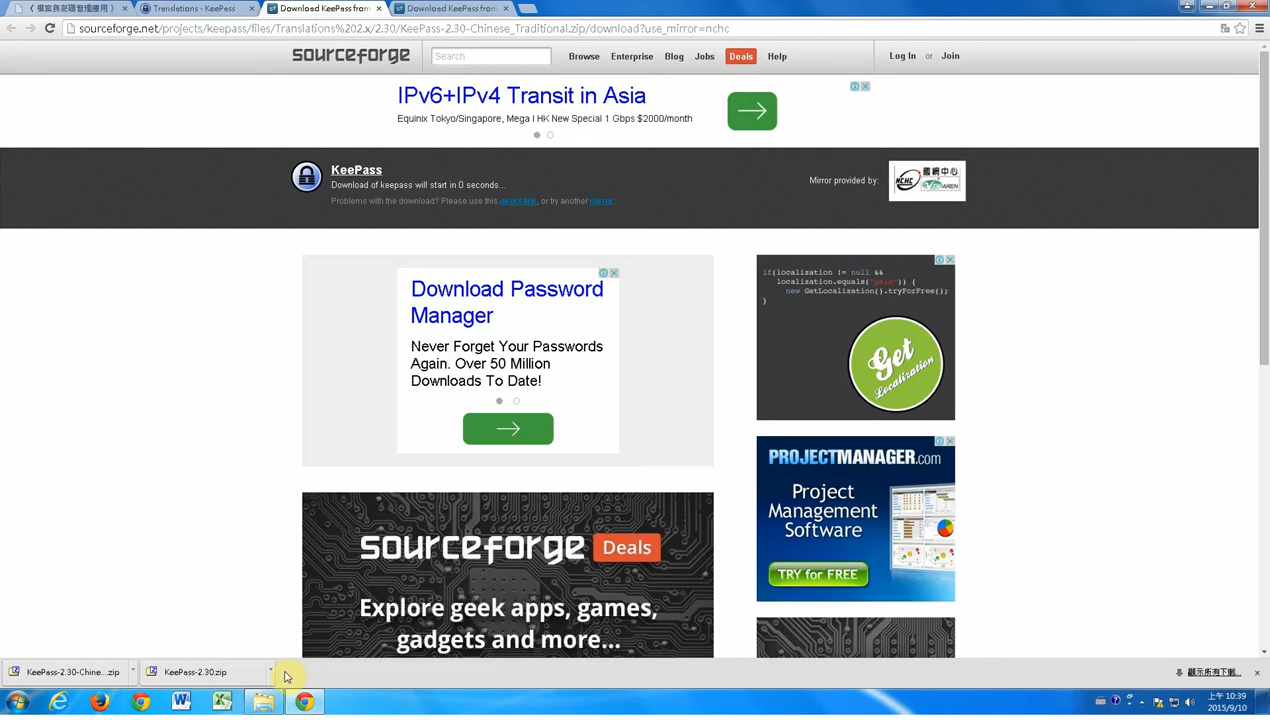 《檔案與老硒管理應用》
Translations - KeePass
Download KeePass from
Download KeePass from
sourceforge.net/projects/keepass/files/Translations%202.x/2.30/KeePass-2.30-Chinese_Traditional.zip/download?use_mirror=nchc
sourceforge
Search
Browse
Enterprise
Blog
Jobs
Deals
Help
Log In
or
Join
IPv6+IPv4 Transit in Asia
Equinix Tokyo/Singapore, Mega I HK New Special 1 Gbps $2000/month
KeePass
Download of keepass will start in 0 seconds...
Problems with the download? Please use this direct link, or try another mirror.
Mirror provided by:
NCHC
國網中心
Download Password
Manager
Never Forget Your Passwords
Again. Over 50 Million
Downloads To Date!
if(localization != null &&
localization.equals("pain")) {
new GetLocalization().tryForFree();
}
Get
Localization
PROJECTMANAGER.com
Project
Management
Software
TRY for FREE
sourceforge Deals
Explore geek apps, games,
gadgets and more...
KeePass-2.30-Chine...zip
KeePass-2.30.zip
顯示所有下載...
上午 10:39
2015/9/10